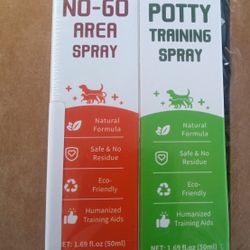 NO-GO
AREA
SPRAY
Natural
Formula
Safe & No
Residue
Eco-
Friendly
Humanized
Training Aids
NET: 1.69 fl.oz (50ml)
POTTY
TRAINING
SPRAY
Natural
Formula
Safe & No
Residue
Eco-
Friendly
Humanized
Training Aids
NET: 1.69 fl.oz (50ml)